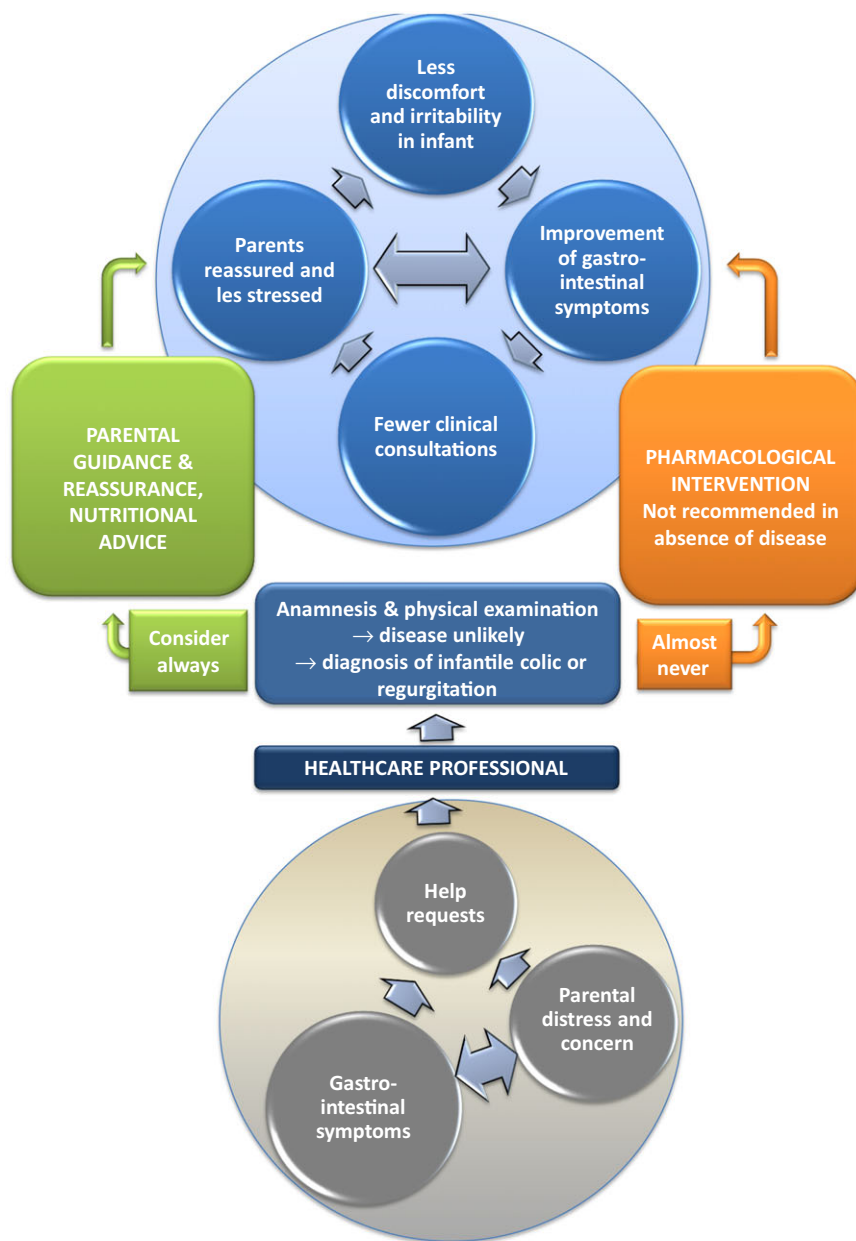 Less
discomfort
and irritability
in infant
Parents
reassured and
les stressed
Improvement
of gastro-
intestinal
symptoms
Fewer clinical
consultations
PARENTAL
GUIDANCE &
REASSURANCE,
NUTRITIONAL
ADVICE
PHARMACOLOGICAL
INTERVENTION
Not recommended in
absence of disease
Consider
always
Anamnesis & physical examination
→ disease unlikely
→ diagnosis of infantile colic or
regurgitation
Almost
never
HEALTHCARE PROFESSIONAL
Help
requests
Parental
distress and
concern
Gastro-
intestinal
symptoms